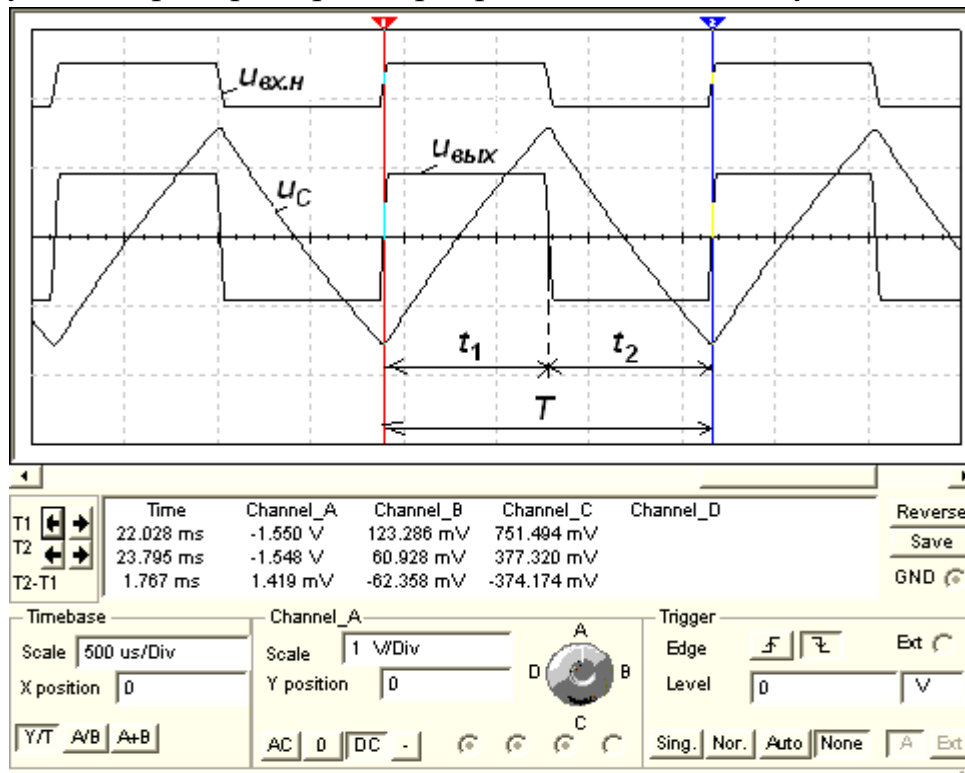 1 2
uвх.н
uвых
uC
t1 t2
T
Time Channel_A Channel_B Channel_C Channel_D
T1 22.028 ms -1.550 V 123.286 mV 751.494 mV
T2 23.795 ms -1.548 V 60.928 mV 377.320 mV
T2-T1 1.767 ms 1.419 mV -62.358 mV -374.174 mV
Reverse
Save
GND
Timebase
Scale 500 us/Div
X position 0
Y/T A/B A+B
Channel_A
Scale 1 V/Div
Y position 0
AC 0 DC -
A
D B
C
Trigger
Edge Ext
Level 0 V
Sing. Nor. Auto None A Ext